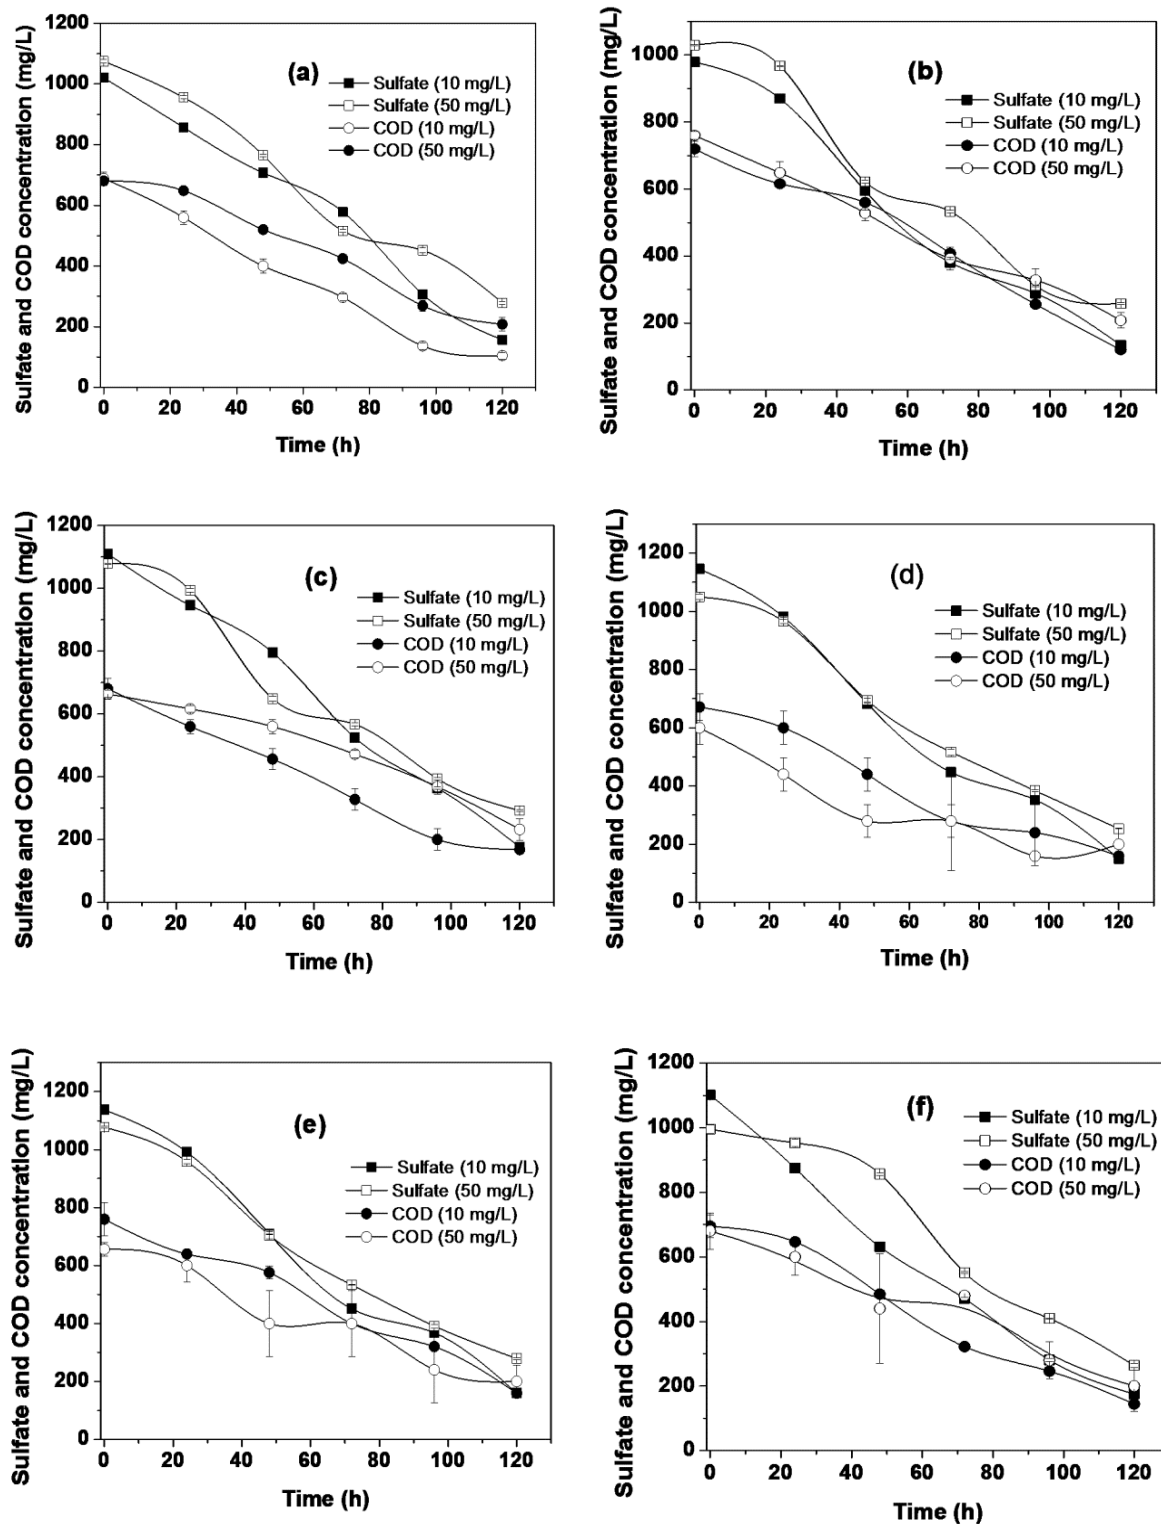 Sulfate and COD concentration (mg/L)
1200
1000
800
600
400
200
0
(a)
Sulfate (10 mg/L)
Sulfate (50 mg/L)
COD (10 mg/L)
COD (50 mg/L)
0 20 40 60 80 100 120
Time (h)
Sulfate and COD concentration (mg/L)
1000
800
600
400
200
0
(b)
Sulfate (10 mg/L)
Sulfate (50 mg/L)
COD (10 mg/L)
COD (50 mg/L)
0 20 40 60 80 100 120
Time (h)
Sulfate and COD concentration (mg/L)
1200
1000
800
600
400
200
0
(c)
Sulfate (10 mg/L)
Sulfate (50 mg/L)
COD (10 mg/L)
COD (50 mg/L)
0 20 40 60 80 100 120
Time (h)
Sulfate and COD concentration (mg/L)
1200
1000
800
600
400
200
0
(d)
Sulfate (10 mg/L)
Sulfate (50 mg/L)
COD (10 mg/L)
COD (50 mg/L)
0 20 40 60 80 100 120
Time (h)
Sulfate and COD concentration (mg/L)
1200
1000
800
600
400
200
0
(e)
Sulfate (10 mg/L)
Sulfate (50 mg/L)
COD (10 mg/L)
COD (50 mg/L)
0 20 40 60 80 100 120
Time (h)
Sulfate and COD concentration (mg/L)
1200
1000
800
600
400
200
0
(f)
Sulfate (10 mg/L)
Sulfate (50 mg/L)
COD (10 mg/L)
COD (50 mg/L)
0 20 40 60 80 100 120
Time (h)